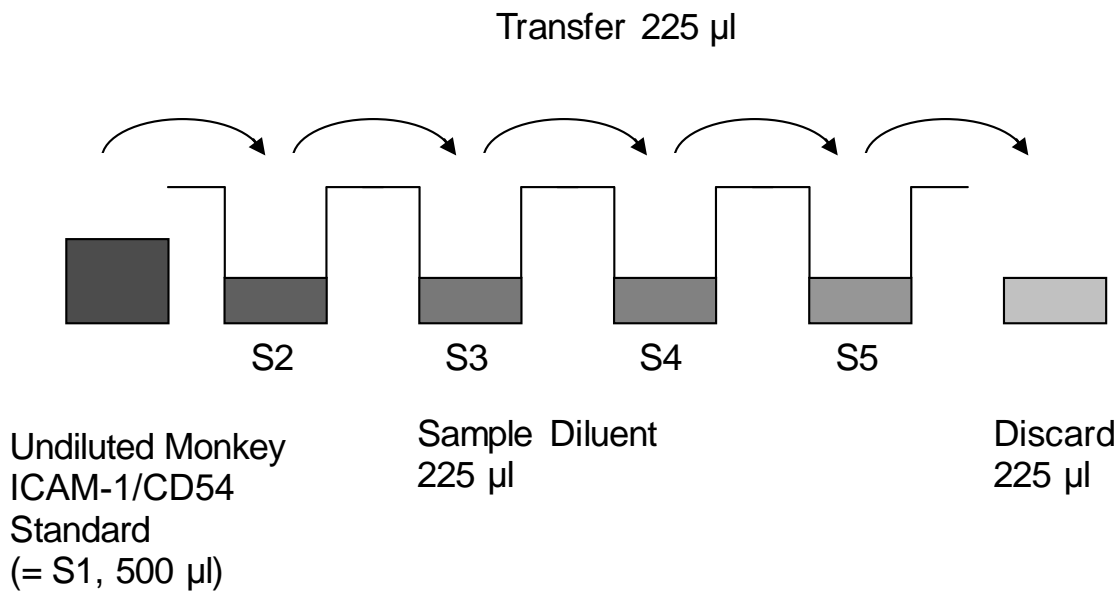 Transfer 225 µl
S2
S3
S4
S5
Undiluted Monkey
ICAM-1/CD54
Standard
(= S1, 500 µl)
Sample Diluent
225 µl
Discard
225 µl